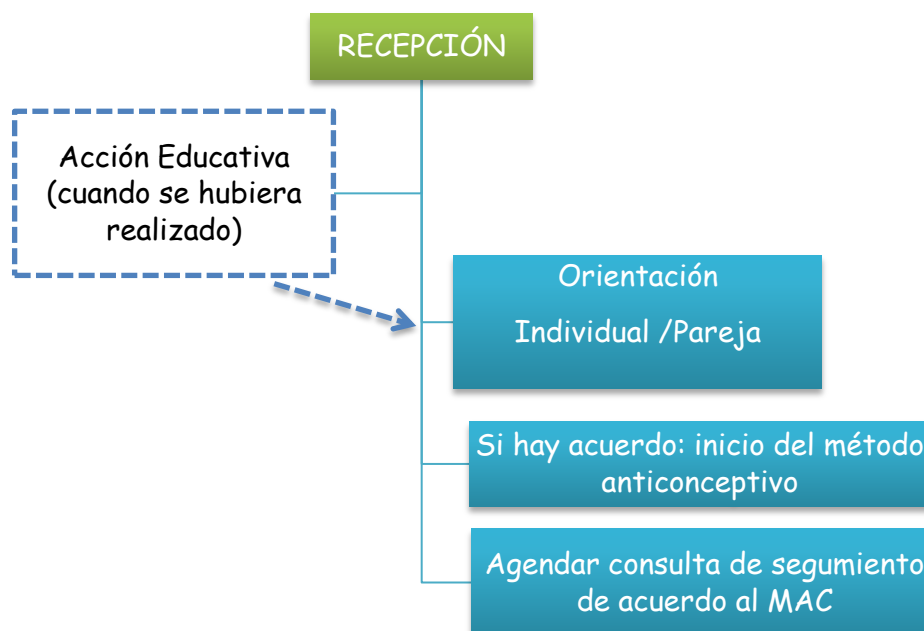 RECEPCIÓN
Acción Educativa
(cuando se hubiera
realizado)
Orientación
Individual /Pareja
Si hay acuerdo: inicio del método
anticonceptivo
Agendar consulta de segumiento
de acuerdo al MAC